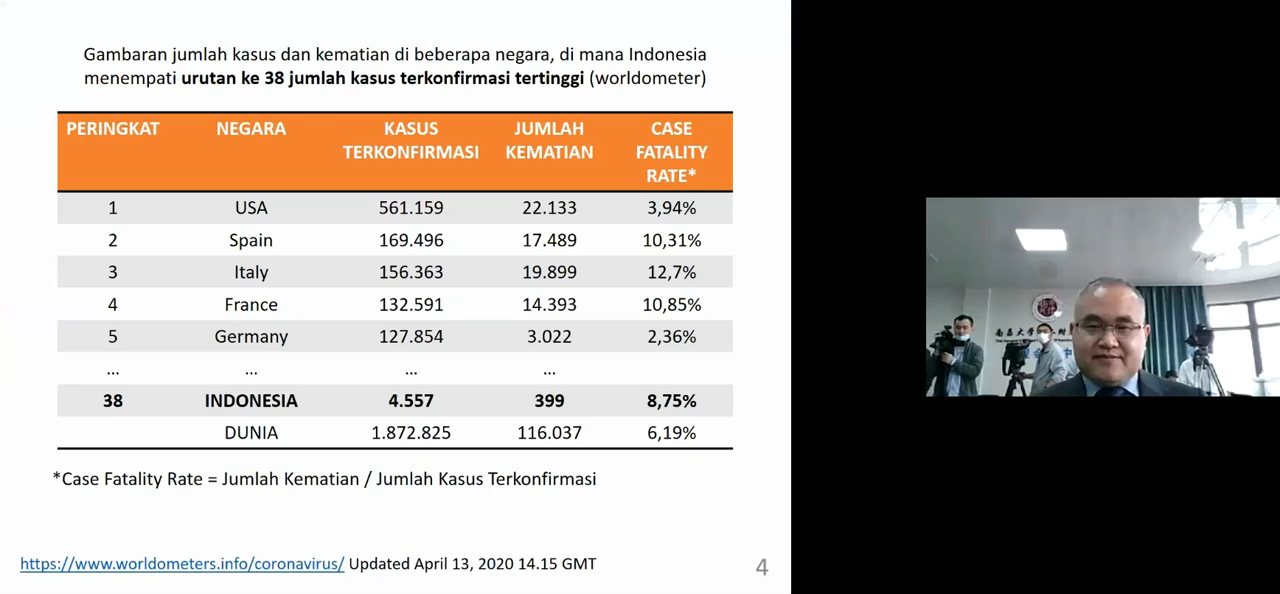 Gambaran jumlah kasus dan kematian di beberapa negara, di mana Indonesia
menempati urutan ke 38 jumlah kasus terkonfirmasi tertinggi (worldometer)
PERINGKAT NEGARA KASUS TERKONFIRMASI JUMLAH KEMATIAN CASE FATALITY RATE*
1 USA 561.159 22.133 3,94%
2 Spain 169.496 17.489 10,31%
3 Italy 156.363 19.899 12,7%
4 France 132.591 14.393 10,85%
5 Germany 127.854 3.022 2,36%
... ... ... ...
38 INDONESIA 4.557 399 8,75%
DUNIA 1.872.825 116.037 6,19%
*Case Fatality Rate = Jumlah Kematian / Jumlah Kasus Terkonfirmasi
https://www.worldometers.info/coronavirus/ Updated April 13, 2020 14.15 GMT
4
南昌大学